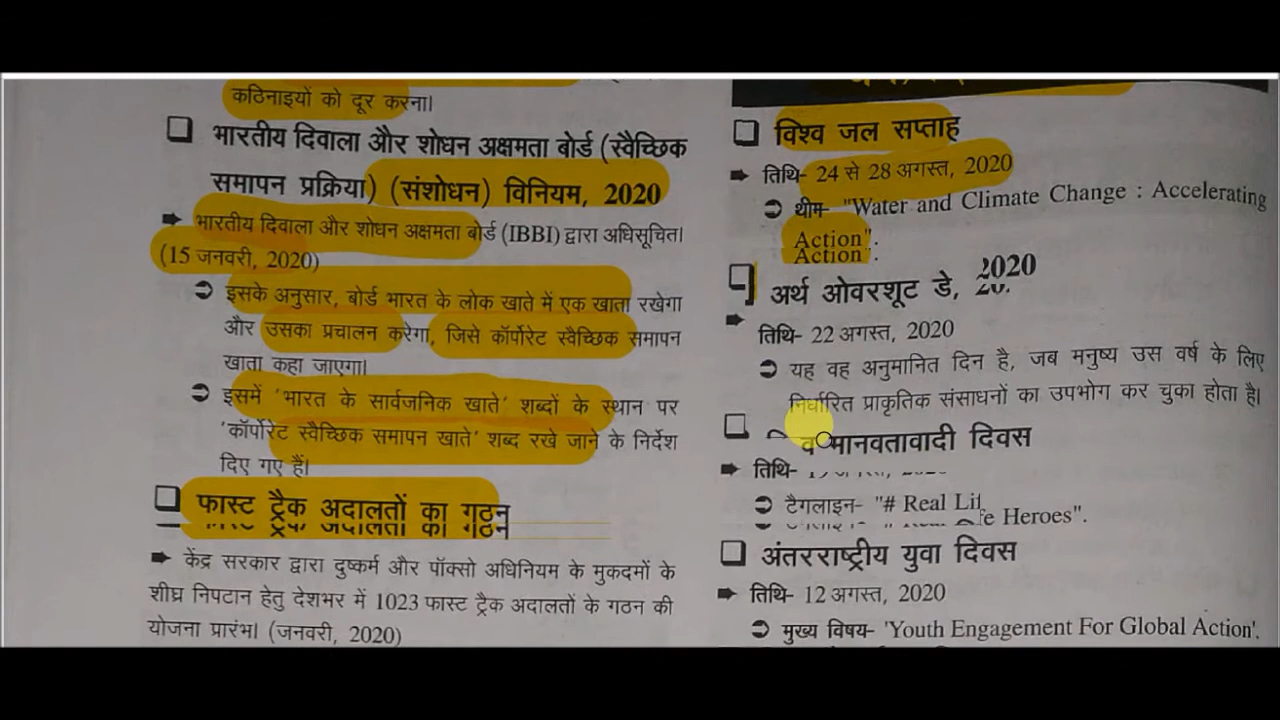 कठिनाइयों को दूर करना।
भारतीय दिवाला और शोधन अक्षमता बोर्ड (स्वैच्छिक
समापन प्रक्रिया) (संशोधन) विनियम, 2020
भारतीय दिवाला और शोधन अक्षमता बोर्ड (IBBI) द्वारा अधिसूचित।
(15 जनवरी, 2020)
इसके अनुसार, बोर्ड भारत के लोक खाते में एक खाता रखेगा
और उसका प्रचालन करेगा, जिसे कॉर्पोरेट स्वैच्छिक समापन
खाता कहा जाएगा।
इसमें 'भारत के सार्वजनिक खाते' शब्दों के स्थान पर
'कॉर्पोरेट स्वैच्छिक समापन खाते' शब्द रखे जाने के निर्देश
दिए गए हैं।
फास्ट ट्रैक अदालतों का गठन
केंद्र सरकार द्वारा दुष्कर्म और पॉक्सो अधिनियम के मुकदमों के
शीघ्र निपटान हेतु देशभर में 1023 फास्ट ट्रैक अदालतों के गठन की
योजना प्रारंभ। (जनवरी, 2020)
विश्व जल सप्ताह
तिथि- 24 से 28 अगस्त, 2020
थीम- "Water and Climate Change : Accelerating
Action".
अर्थ ओवरशूट डे, 2020
तिथि- 22 अगस्त, 2020
यह वह अनुमानित दिन है, जब मनुष्य उस वर्ष के लिए
निर्धारित प्राकृतिक संसाधनों का उपभोग कर चुका होता है।
मानवतावादी दिवस
तिथि-
टैगलाइन- "# Real Life Heroes".
अंतरराष्ट्रीय युवा दिवस
तिथि- 12 अगस्त, 2020
मुख्य विषय- 'Youth Engagement For Global Action'.